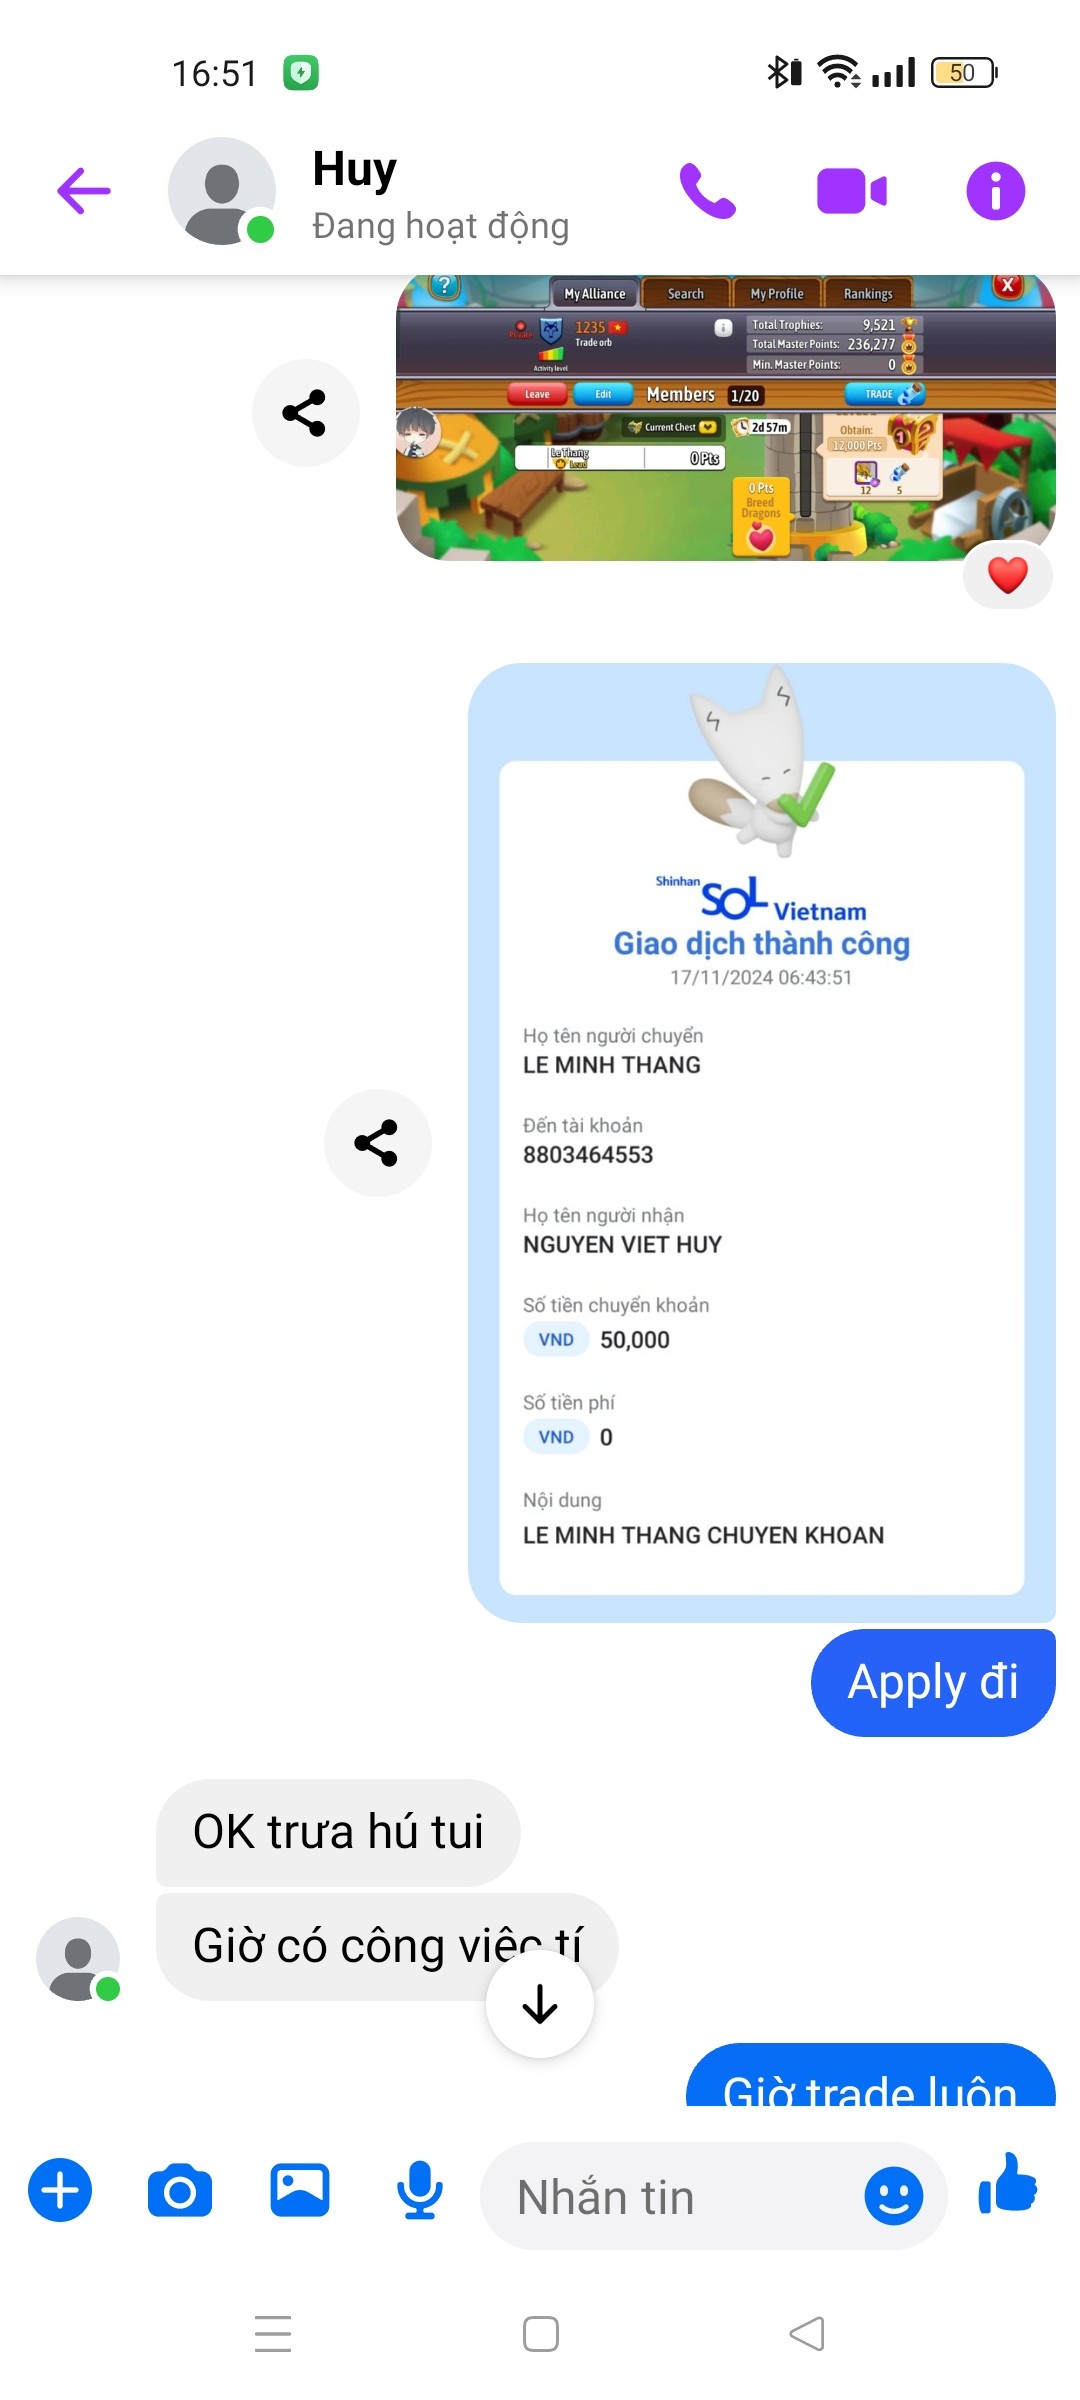 16:51
50
Huy
Đang hoạt động
?
My Alliance
Search
My Profile
Rankings
X
Private
1235
Trade orb
Activity level
i
Total Trophies: 9,521
Total Master Points: 236,277
Min. Master Points: 0
Leave
Edit
Members 1/20
TRADE
Current Chest
2d 57m
Obtain:
12,000 Pts
1
Le Thang
Lead
0 Pts
12
5
0 Pts
Breed
Dragons
Shinhan SOL Vietnam
Giao dịch thành công
17/11/2024 06:43:51
Họ tên người chuyển
LE MINH THANG
Đến tài khoản
8803464553
Họ tên người nhận
NGUYEN VIET HUY
Số tiền chuyển khoản
VND 50,000
Số tiền phí
VND 0
Nội dung
LE MINH THANG CHUYEN KHOAN
Apply đi
OK trưa hú tui
Giờ có công việc tí
Giờ trade luôn
Nhắn tin